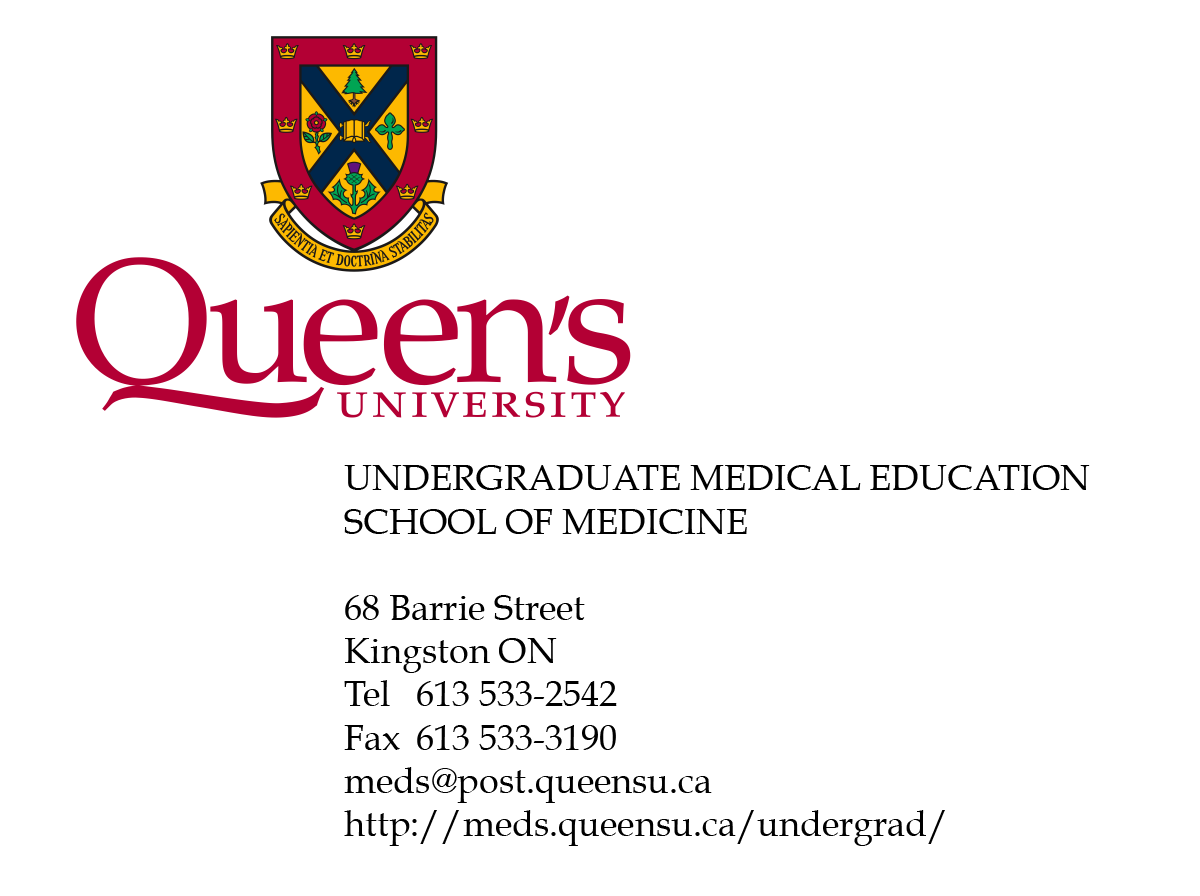 SAPIENTIA ET DOCTRINA STABILITAS
Queen's
UNIVERSITY
UNDERGRADUATE MEDICAL EDUCATION
SCHOOL OF MEDICINE
68 Barrie Street
Kingston ON
Tel 613 533-2542
Fax 613 533-3190
meds@post.queensu.ca
http://meds.queensu.ca/undergrad/